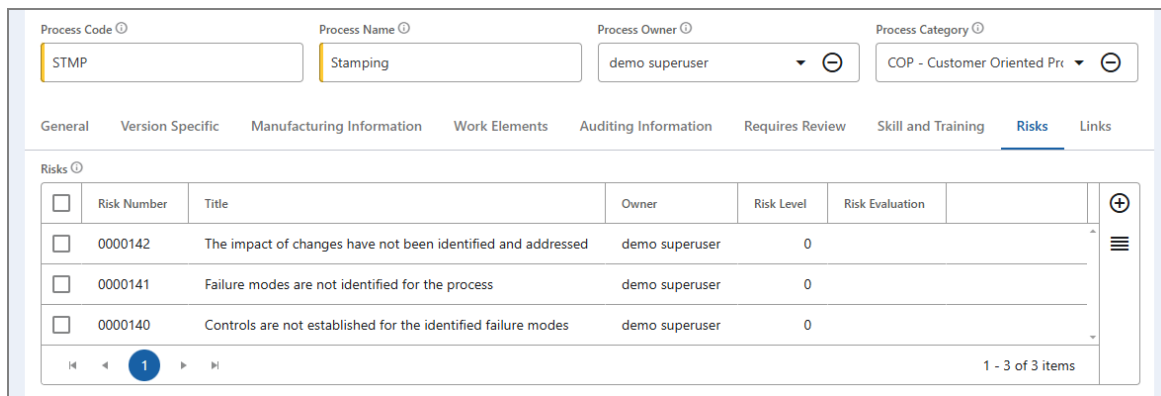 Process Code Process Name Process Owner Process Category
STMP Stamping demo superuser COP - Customer Oriented Prc
General Version Specific Manufacturing Information Work Elements Auditing Information Requires Review Skill and Training Risks Links
Risks
Risk Number Title Owner Risk Level Risk Evaluation
0000142 The impact of changes have not been identified and addressed demo superuser 0
0000141 Failure modes are not identified for the process demo superuser 0
0000140 Controls are not established for the identified failure modes demo superuser 0
1 1 - 3 of 3 items